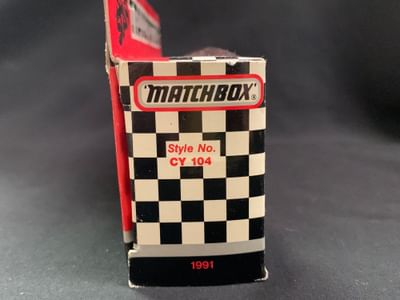 "MATCHBOX"®
Style No.
CY 104
1991